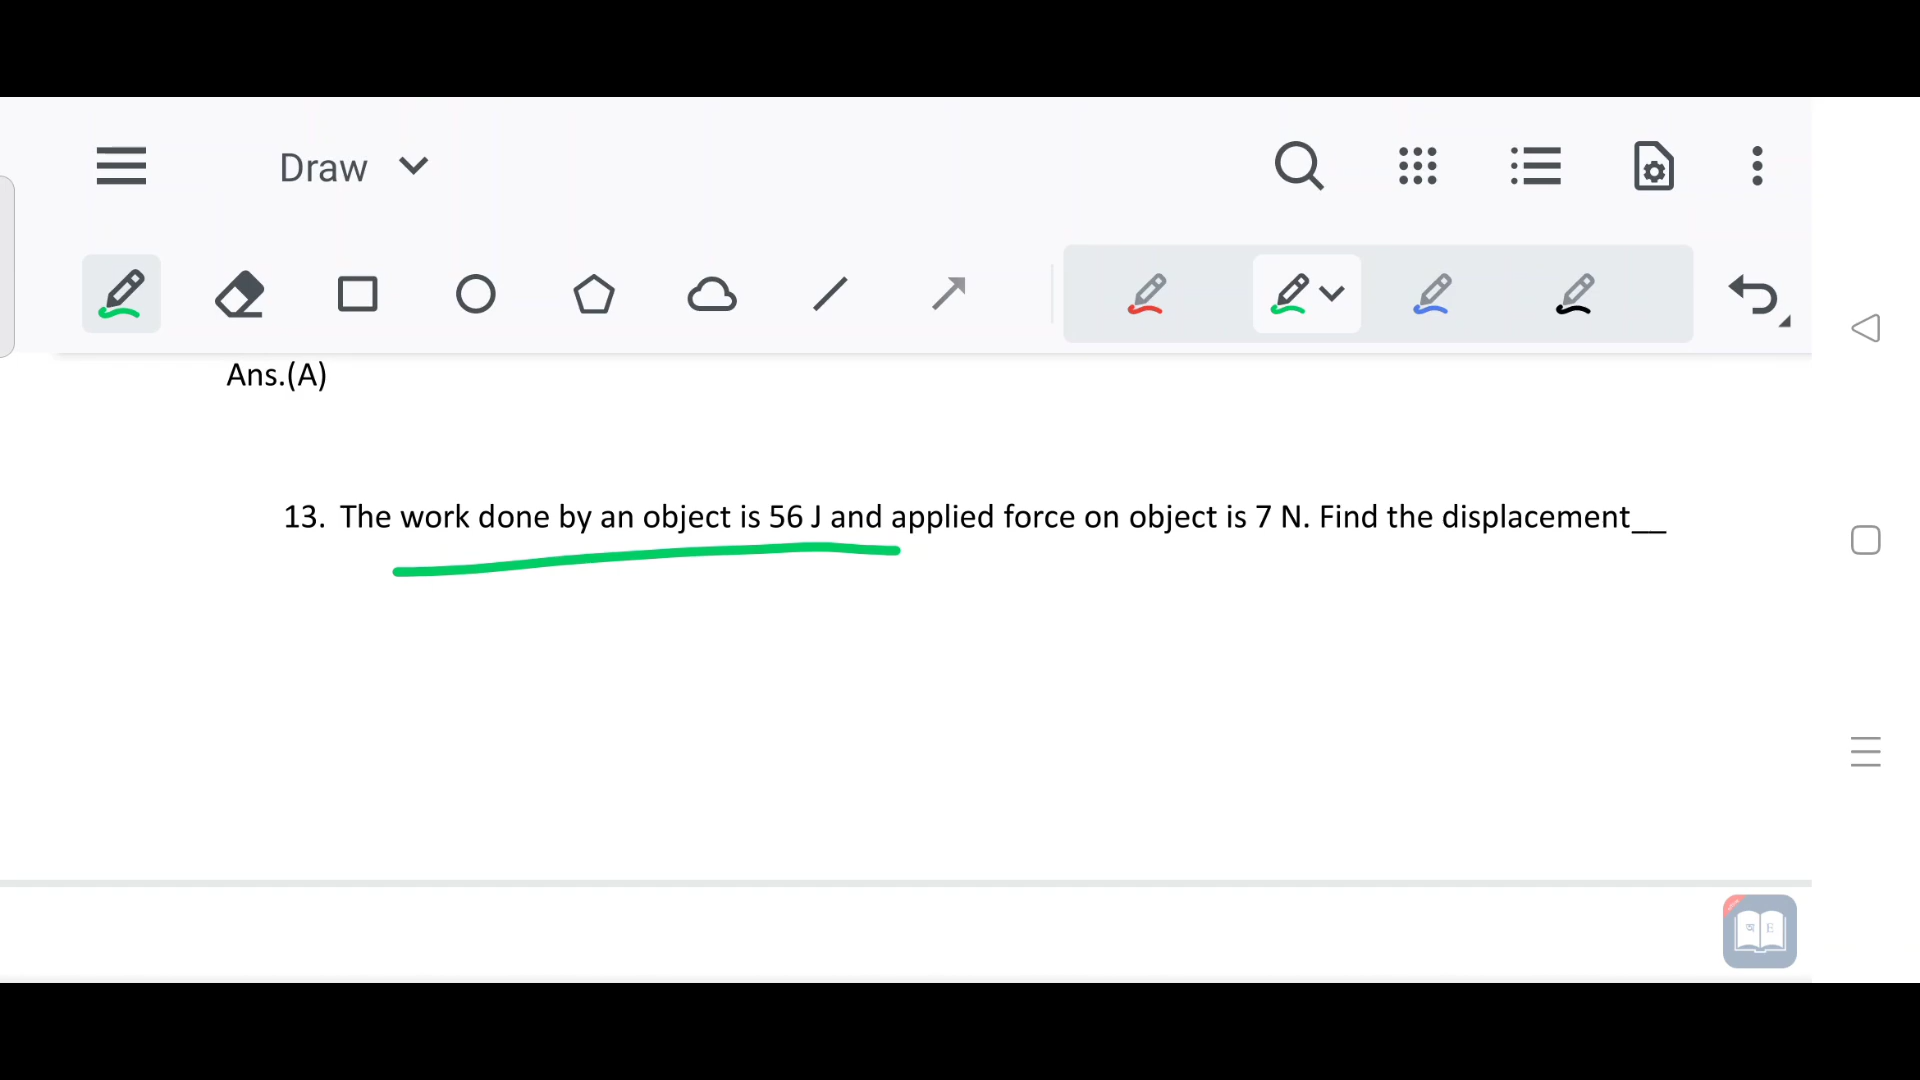 Draw
Ans.(A)
13. The work done by an object is 56 J and applied force on object is 7 N. Find the displacement__
অ E